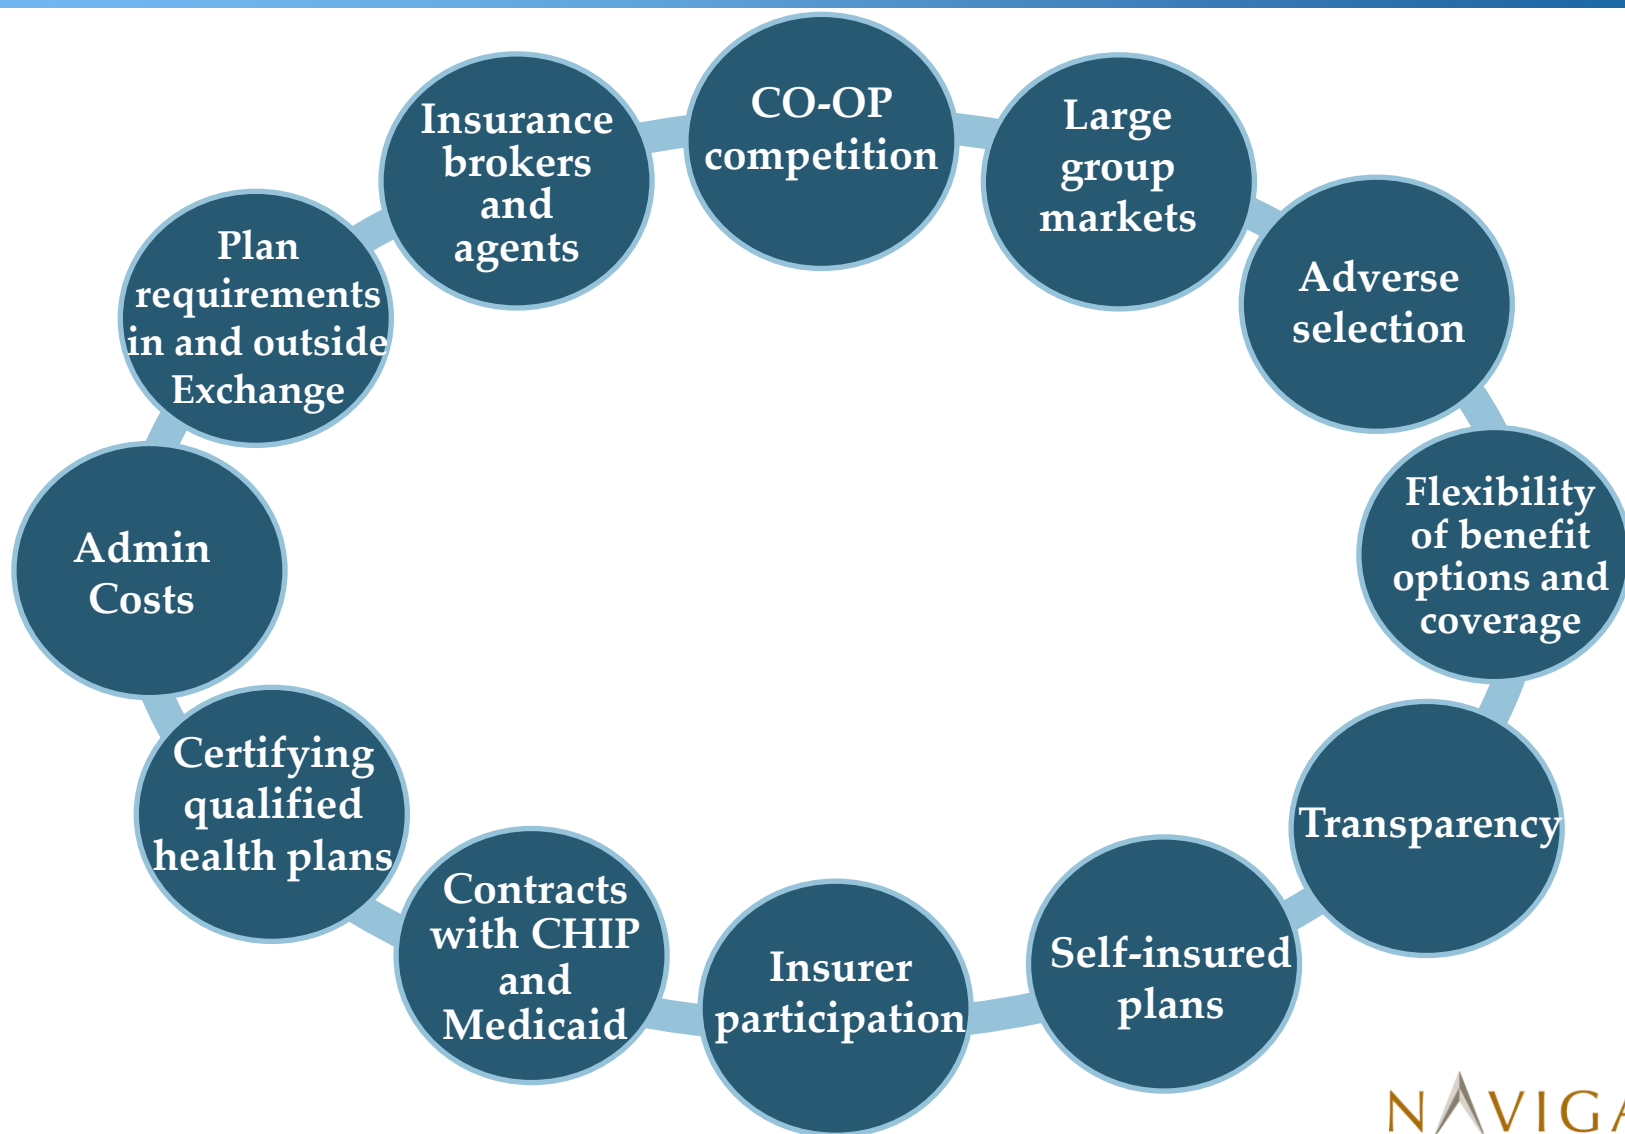 CO-OP
competition
Large
group
markets
Adverse
selection
Flexibility
of benefit
options and
coverage
Transparency
Self-insured
plans
Insurer
participation
Contracts
with CHIP
and
Medicaid
Certifying
qualified
health plans
Admin
Costs
Plan
requirements
in and outside
Exchange
Insurance
brokers
and
agents
NAVIGA